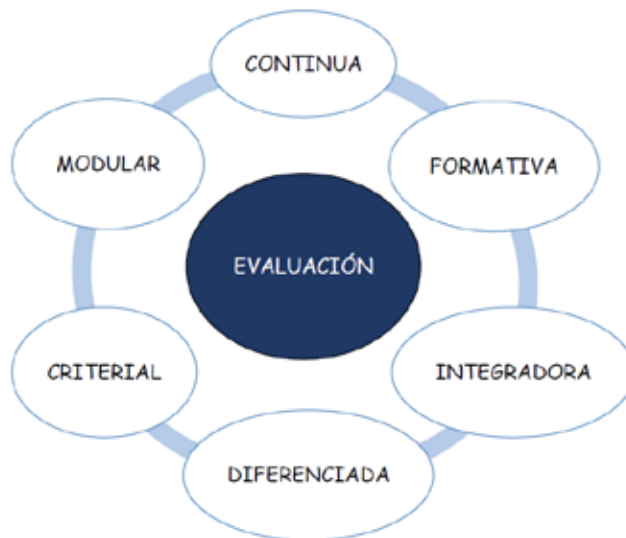 CONTINUA
MODULAR
FORMATIVA
EVALUACIÓN
CRITERIAL
INTEGRADORA
DIFERENCIADA